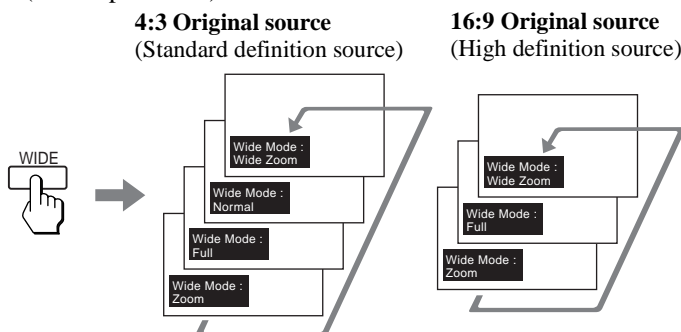 4:3 Original source
(Standard definition source)
16:9 Original source
(High definition source)
WIDE
Wide Mode :
Wide Zoom
Wide Mode :
Normal
Wide Mode :
Full
Wide Mode :
Zoom
Wide Mode :
Wide Zoom
Wide Mode :
Full
Wide Mode :
Zoom